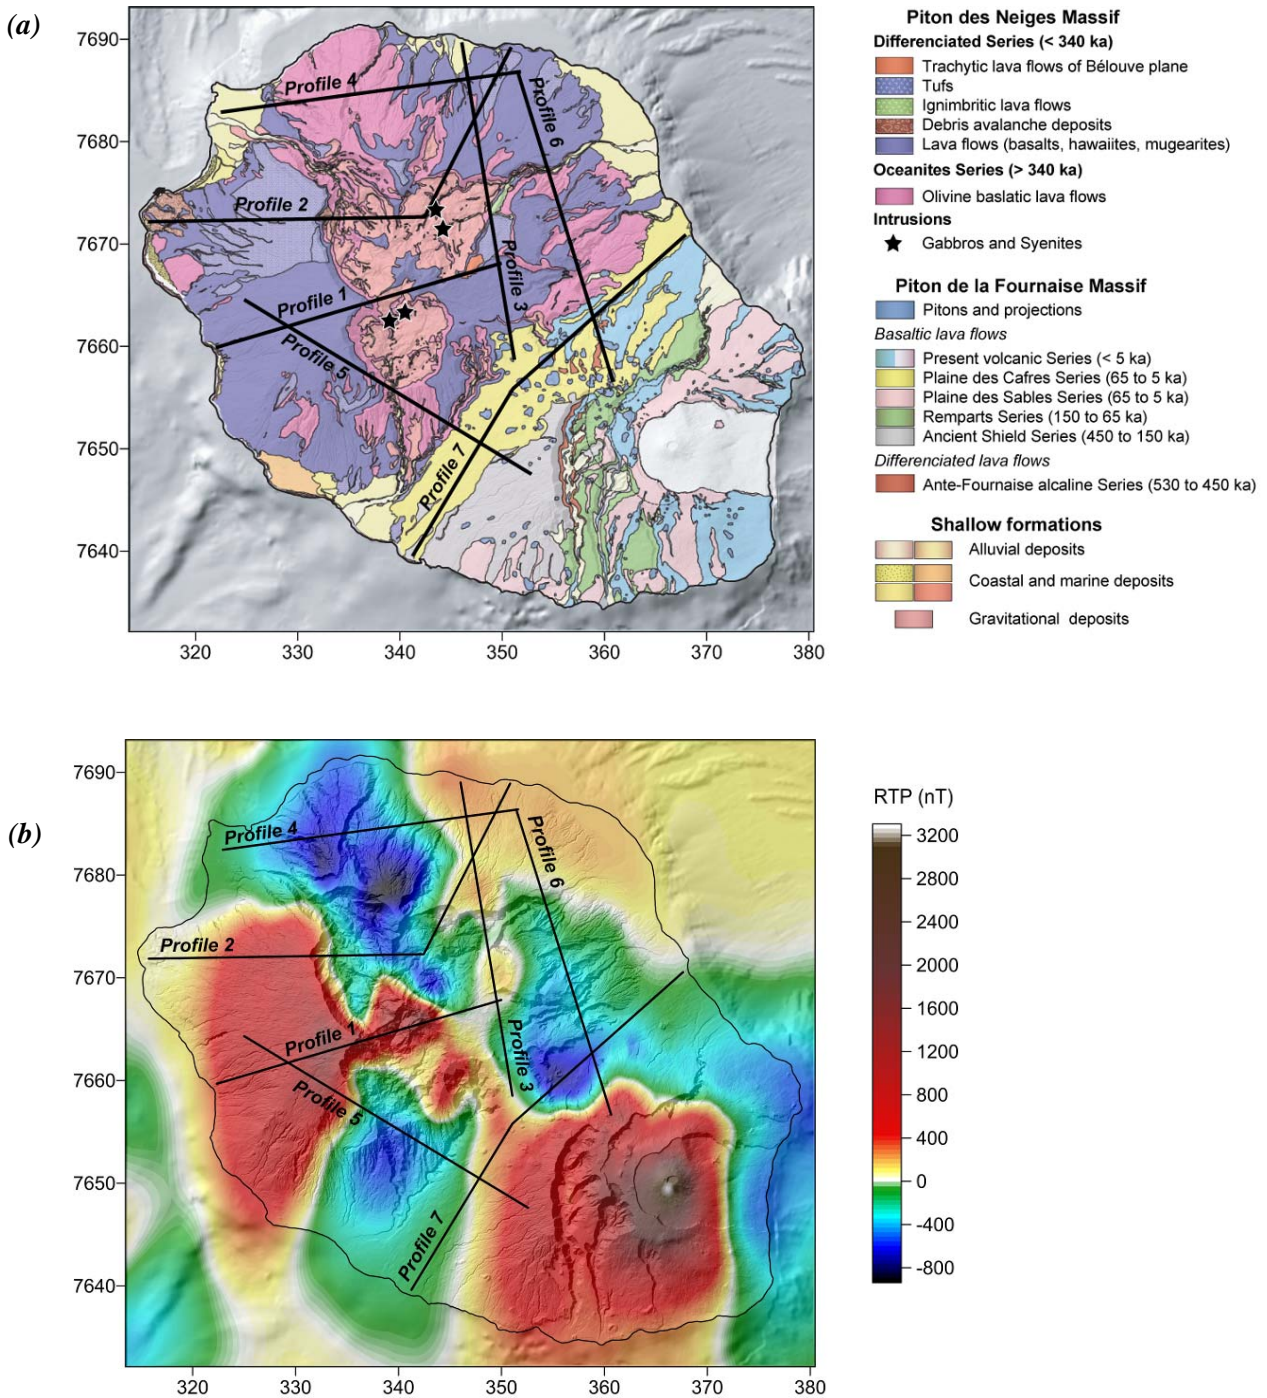 (a)
7690
7680
7670
7660
7650
7640
320
330
340
350
360
370
380
Profile 4
Profile 6
Profile 2
Profile 3
Profile 1
Profile 5
Profile 7
Piton des Neiges Massif
Differenciated Series (< 340 ka)
Trachytic lava flows of Bélouve plane
Tufs
Ignimbritic lava flows
Debris avalanche deposits
Lava flows (basalts, hawaiites, mugearites)
Oceanites Series (> 340 ka)
Olivine baslatic lava flows
Intrusions
Gabbros and Syenites
Piton de la Fournaise Massif
Pitons and projections
Basaltic lava flows
Present volcanic Series (< 5 ka)
Plaine des Cafres Series (65 to 5 ka)
Plaine des Sables Series (65 to 5 ka)
Remparts Series (150 to 65 ka)
Ancient Shield Series (450 to 150 ka)
Differenciated lava flows
Ante-Fournaise alcaline Series (530 to 450 ka)
Shallow formations
Alluvial deposits
Coastal and marine deposits
Gravitational deposits
(b)
7690
7680
7670
7660
7650
7640
320
330
340
350
360
370
380
Profile 4
Profile 6
Profile 2
Profile 1
Profile 3
Profile 5
Profile 7
RTP (nT)
3200
2800
2400
2000
1600
1200
800
400
0
-400
-800